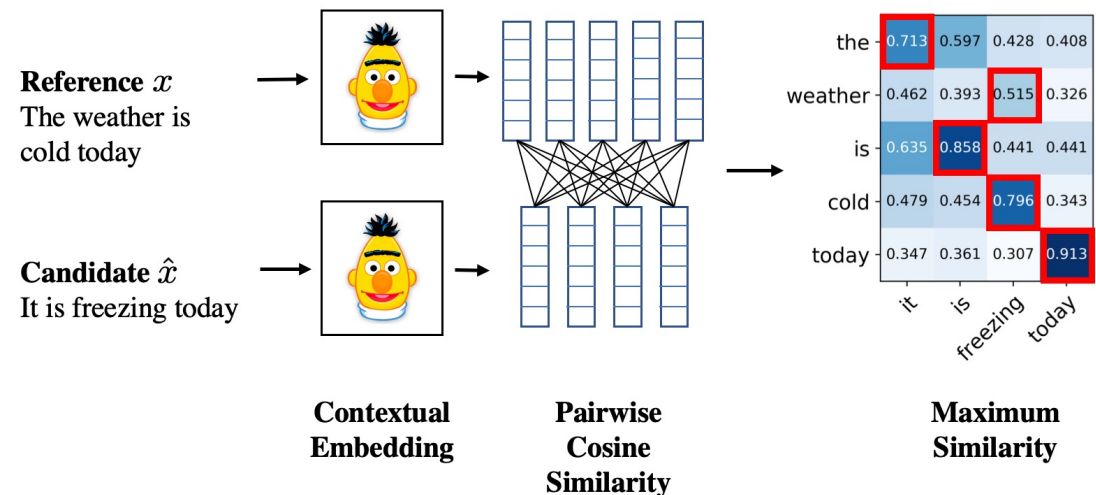 Reference x
The weather is
cold today
Candidate x̂
It is freezing today
Contextual
Embedding
Pairwise
Cosine
Similarity
the 0.713 0.597 0.428 0.408
weather 0.462 0.393 0.515 0.326
is 0.635 0.858 0.441 0.441
cold 0.479 0.454 0.796 0.343
today 0.347 0.361 0.307 0.913
it is freezing today
Maximum
Similarity